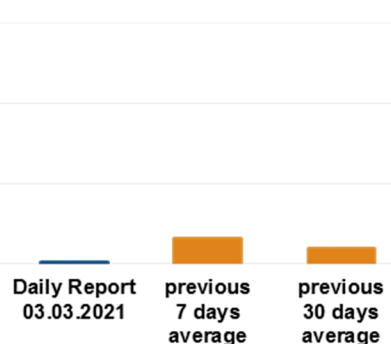 Daily Report
03.03.2021
previous
7 days
average
previous
30 days
average